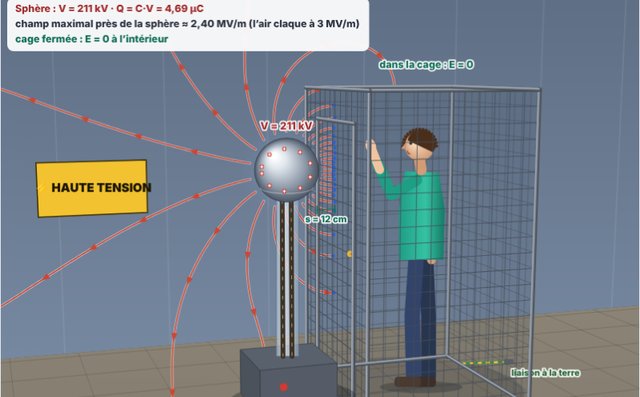 Sphère : V = 211 kV · Q = C·V = 4,69 µC
champ maximal près de la sphère ≈ 2,40 MV/m (l'air claque à 3 MV/m)
cage fermée : E = 0 à l'intérieur
dans la cage : E = 0
V = 211 kV
HAUTE TENSION
s = 12 cm
liaison à la terre